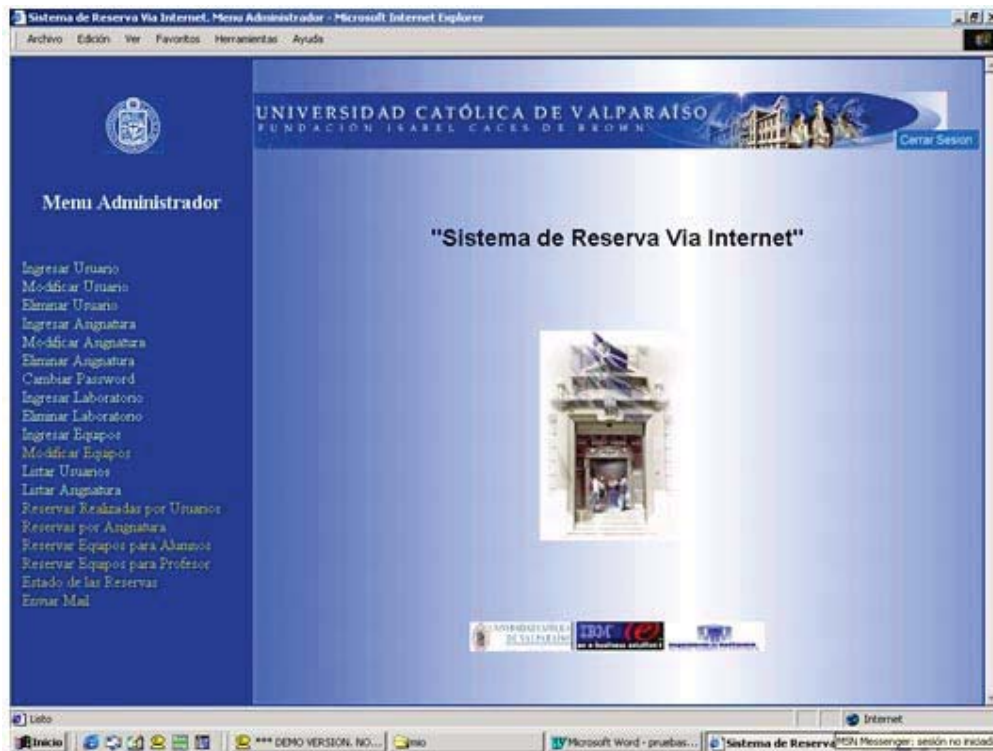 Sistema de Reserva Via Internet. Menu Administrador - Microsoft Internet Explorer
Archivo Edición Ver Favoritos Herramientas Ayuda
UNIVERSIDAD CATÓLICA DE VALPARAÍSO
FUNDACIÓN ISABEL CACES DE BROWN
Cerrar Sesion
Menu Administrador
"Sistema de Reserva Via Internet"
Ingresar Usuario
Modificar Usuario
Eliminar Usuario
Ingresar Asignatura
Modificar Asignatura
Eliminar Asignatura
Cambiar Password
Ingresar Laboratorio
Eliminar Laboratorio
Ingresar Equipos
Modificar Equipos
Listar Usuarios
Listar Asignatura
Reservas Realizadas por Usuarios
Reservas por Asignatura
Reservar Equipos para Alumnos
Reservar Equipos para Profesor
Estado de las Reservas
Enviar Mail
UNIVERSIDAD CATOLICA
DE VALPARAISO
IBM
Listo
Internet
Inicio
*** DEMO VERSION. NO...
mio
Microsoft Word - pruebas...
Sistema de Reserva
MSN Messenger: sesión no iniciad